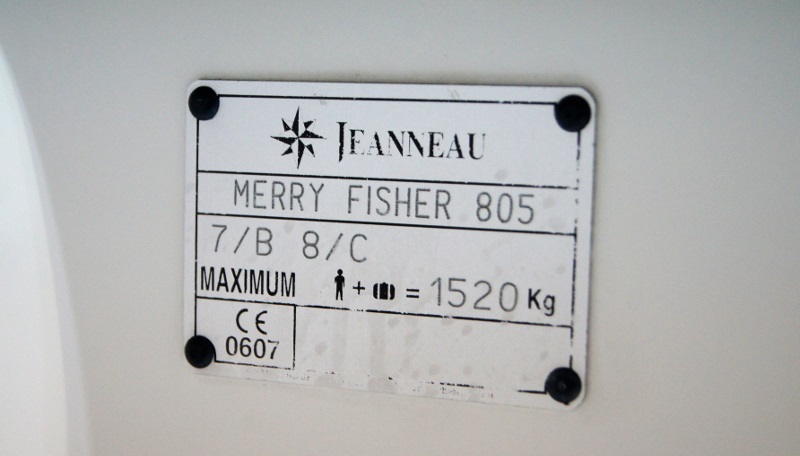 JEANNEAU
MERRY FISHER 805
7/B 8/C
MAXIMUM + = 1520 Kg
CE
0607